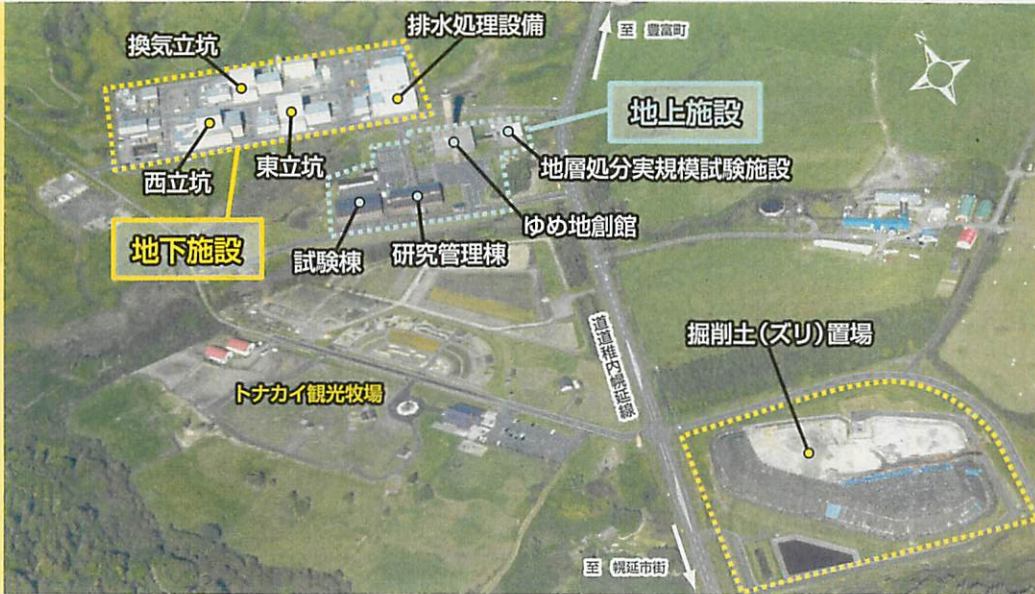 換気立坑
排水処理設備
至 豊富町
N
地上施設
西立坑
東立坑
地層処分実規模試験施設
ゆめ地創館
地下施設
試験棟
研究管理棟
道道稚内幌延線
掘削土(ズリ)置場
トナカイ観光牧場
至 幌延市街